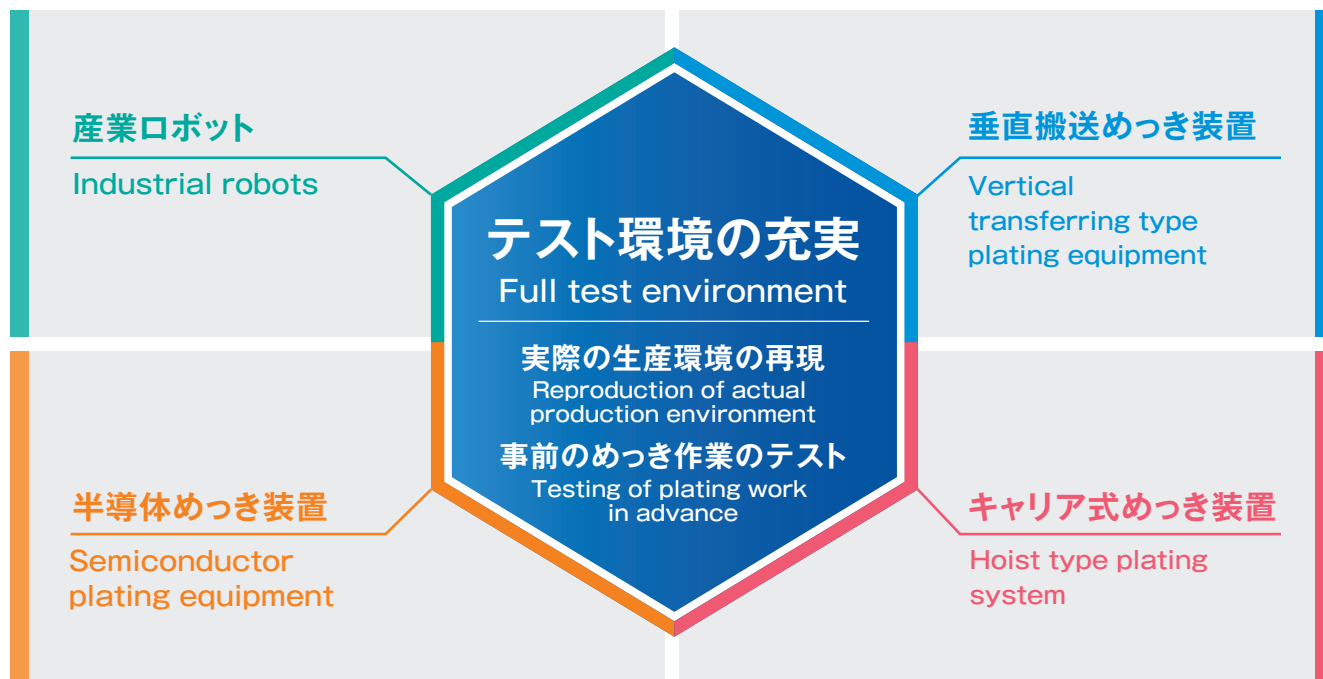 産業ロボット
Industrial robots
垂直搬送めっき装置
Vertical
transferring type
plating equipment
テスト環境の充実
Full test environment
実際の生産環境の再現
Reproduction of actual
production environment
事前のめっき作業のテスト
Testing of plating work
in advance
半導体めっき装置
Semiconductor
plating equipment
キャリア式めっき装置
Hoist type plating
system